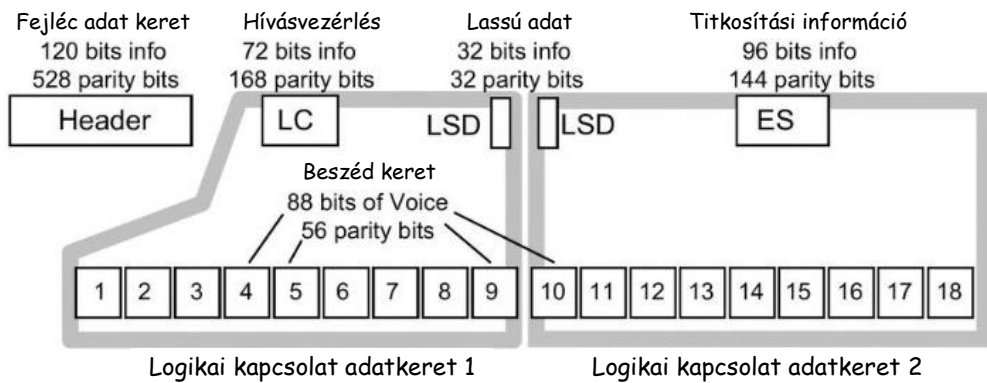 Fejléc adat keret
120 bits info
528 parity bits
Header
Hívásvezérlés
72 bits info
168 parity bits
LC
Lassú adat
32 bits info
32 parity bits
LSD
LSD
Titkosítási információ
96 bits info
144 parity bits
ES
Beszéd keret
88 bits of Voice
56 parity bits
1 2 3 4 5 6 7 8 9 10 11 12 13 14 15 16 17 18
Logikai kapcsolat adatkeret 1
Logikai kapcsolat adatkeret 2